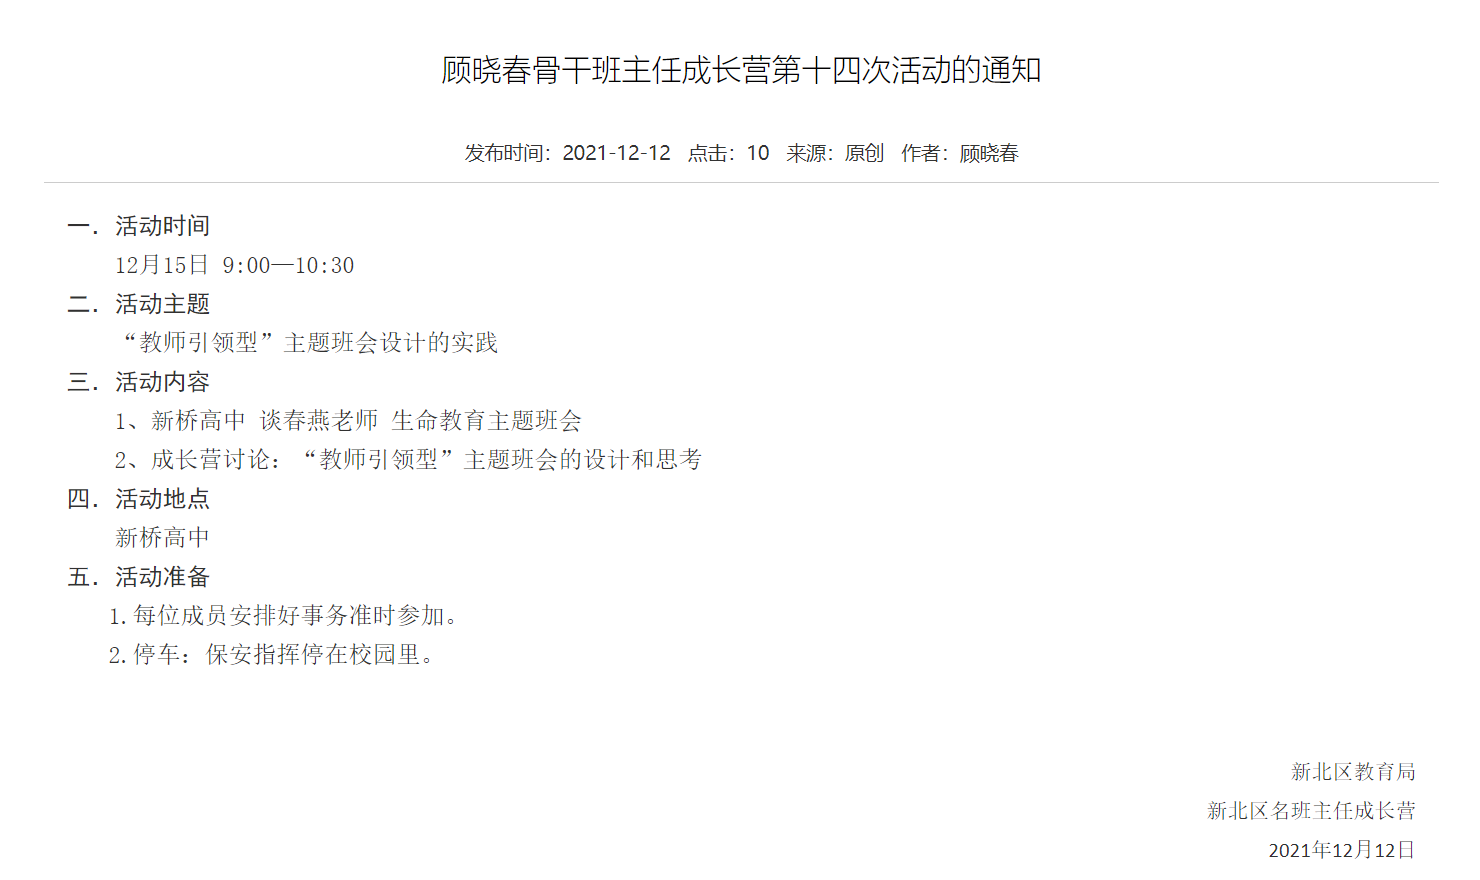 顾晓春骨干班主任成长营第十四次活动的通知
发布时间：2021-12-12 点击：10 来源：原创 作者：顾晓春
一．活动时间
12月15日 9:00—10:30
二．活动主题
“教师引领型”主题班会设计的实践
三．活动内容
1、新桥高中 谈春燕老师 生命教育主题班会
2、成长营讨论：“教师引领型”主题班会的设计和思考
四．活动地点
新桥高中
五．活动准备
1.每位成员安排好事务准时参加。
2.停车：保安指挥停在校园里。
新北区教育局
新北区名班主任成长营
2021年12月12日